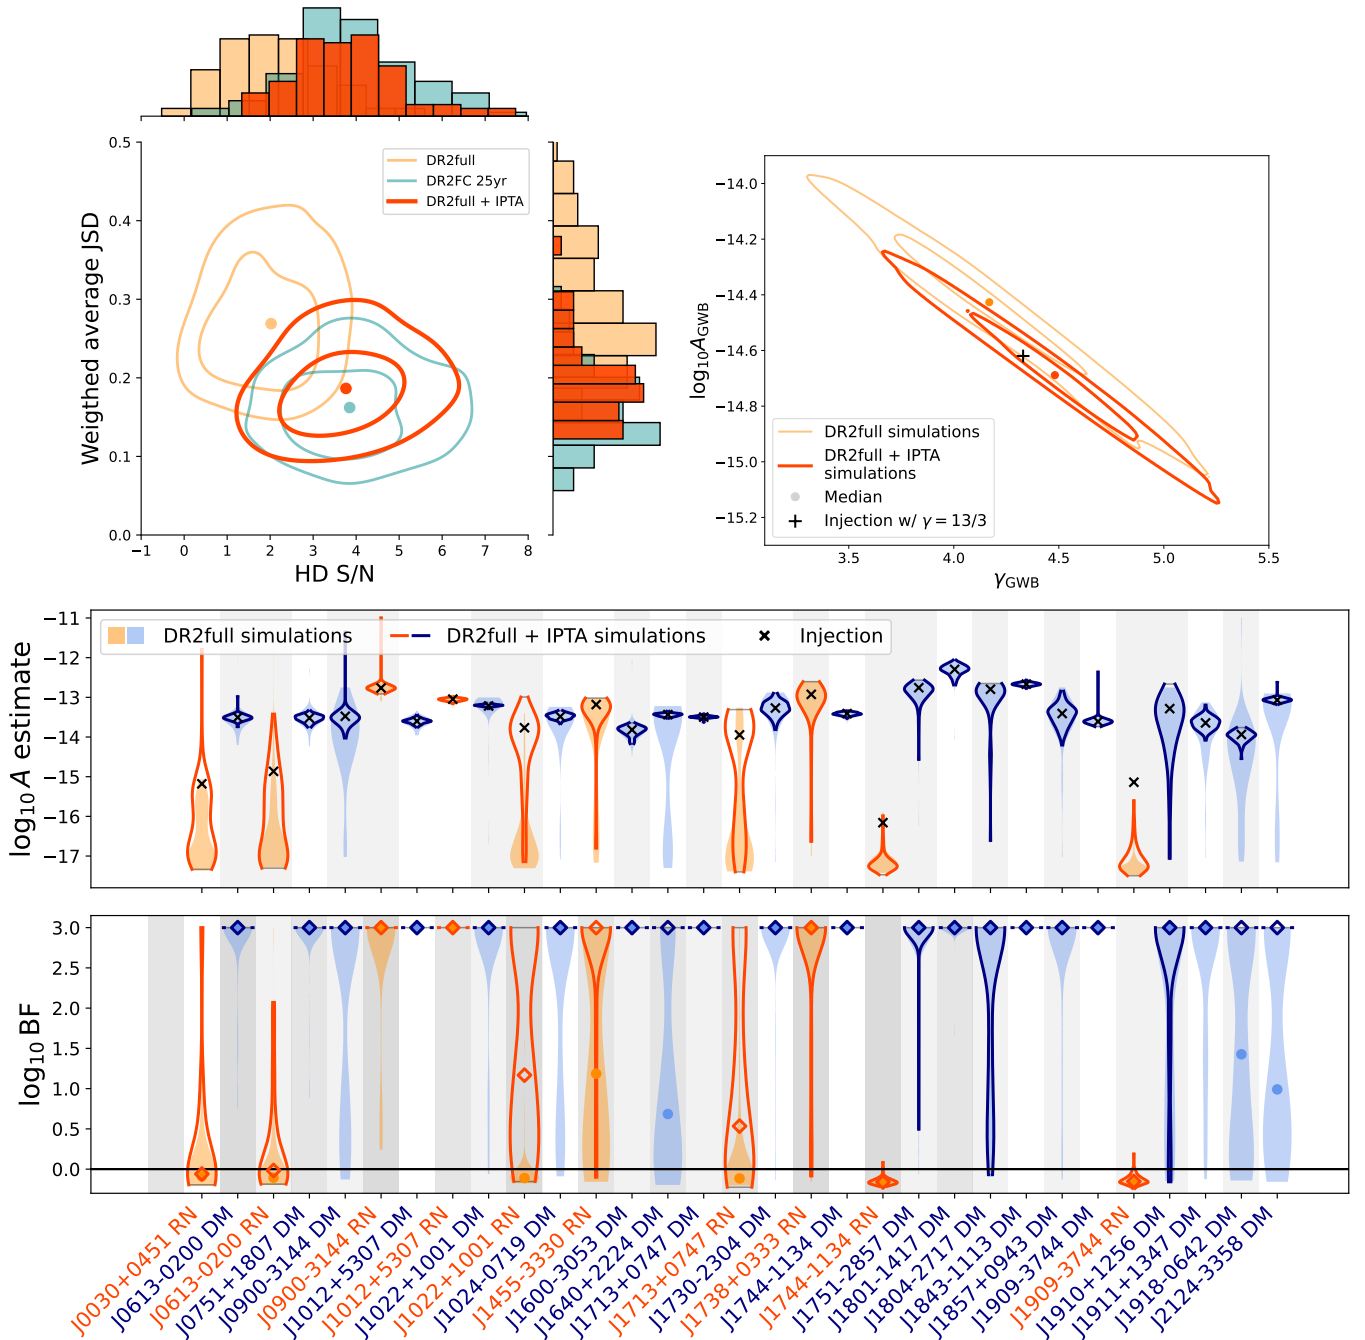 0.5
0.4
0.3
0.2
0.1
0.0
Weigthed average JSD
−1 0 1 2 3 4 5 6 7 8
HD S/N
DR2full
DR2FC 25yr
DR2full + IPTA
−14.0
−14.2
−14.4
−14.6
−14.8
−15.0
−15.2
log₁₀A_GWB
3.5 4.0 4.5 5.0 5.5
γ_GWB
DR2full simulations
DR2full + IPTA
simulations
Median
Injection w/ γ = 13/3
−11
−12
−13
−14
−15
−16
−17
log₁₀ A estimate
DR2full simulations DR2full + IPTA simulations Injection
3.0
2.5
2.0
1.5
1.0
0.5
0.0
log₁₀ BF
J0030+0451 RN
J0613-0200 DM
J0613-0200 RN
J0751+1807 DM
J0900-3144 DM
J0900-3144 RN
J1012+5307 DM
J1012+5307 RN
J1022+1001 DM
J1022+1001 RN
J1024-0719 DM
J1455-3330 RN
J1600-3053 DM
J1640+2224 DM
J1713+0747 DM
J1713+0747 RN
J1730-2304 DM
J1738+0333 RN
J1744-1134 DM
J1744-1134 RN
J1751-2857 DM
J1801-1417 DM
J1804-2717 DM
J1843-1113 DM
J1857+0943 DM
J1909-3744 DM
J1909-3744 RN
J1910+1256 DM
J1911+1347 DM
J1918-0642 DM
J2124-3358 DM